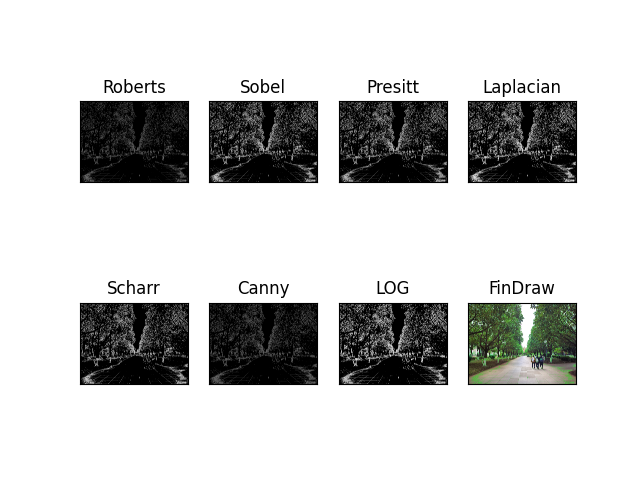 Roberts
Sobel
Presitt
Laplacian
Scharr
Canny
LOG
FinDraw